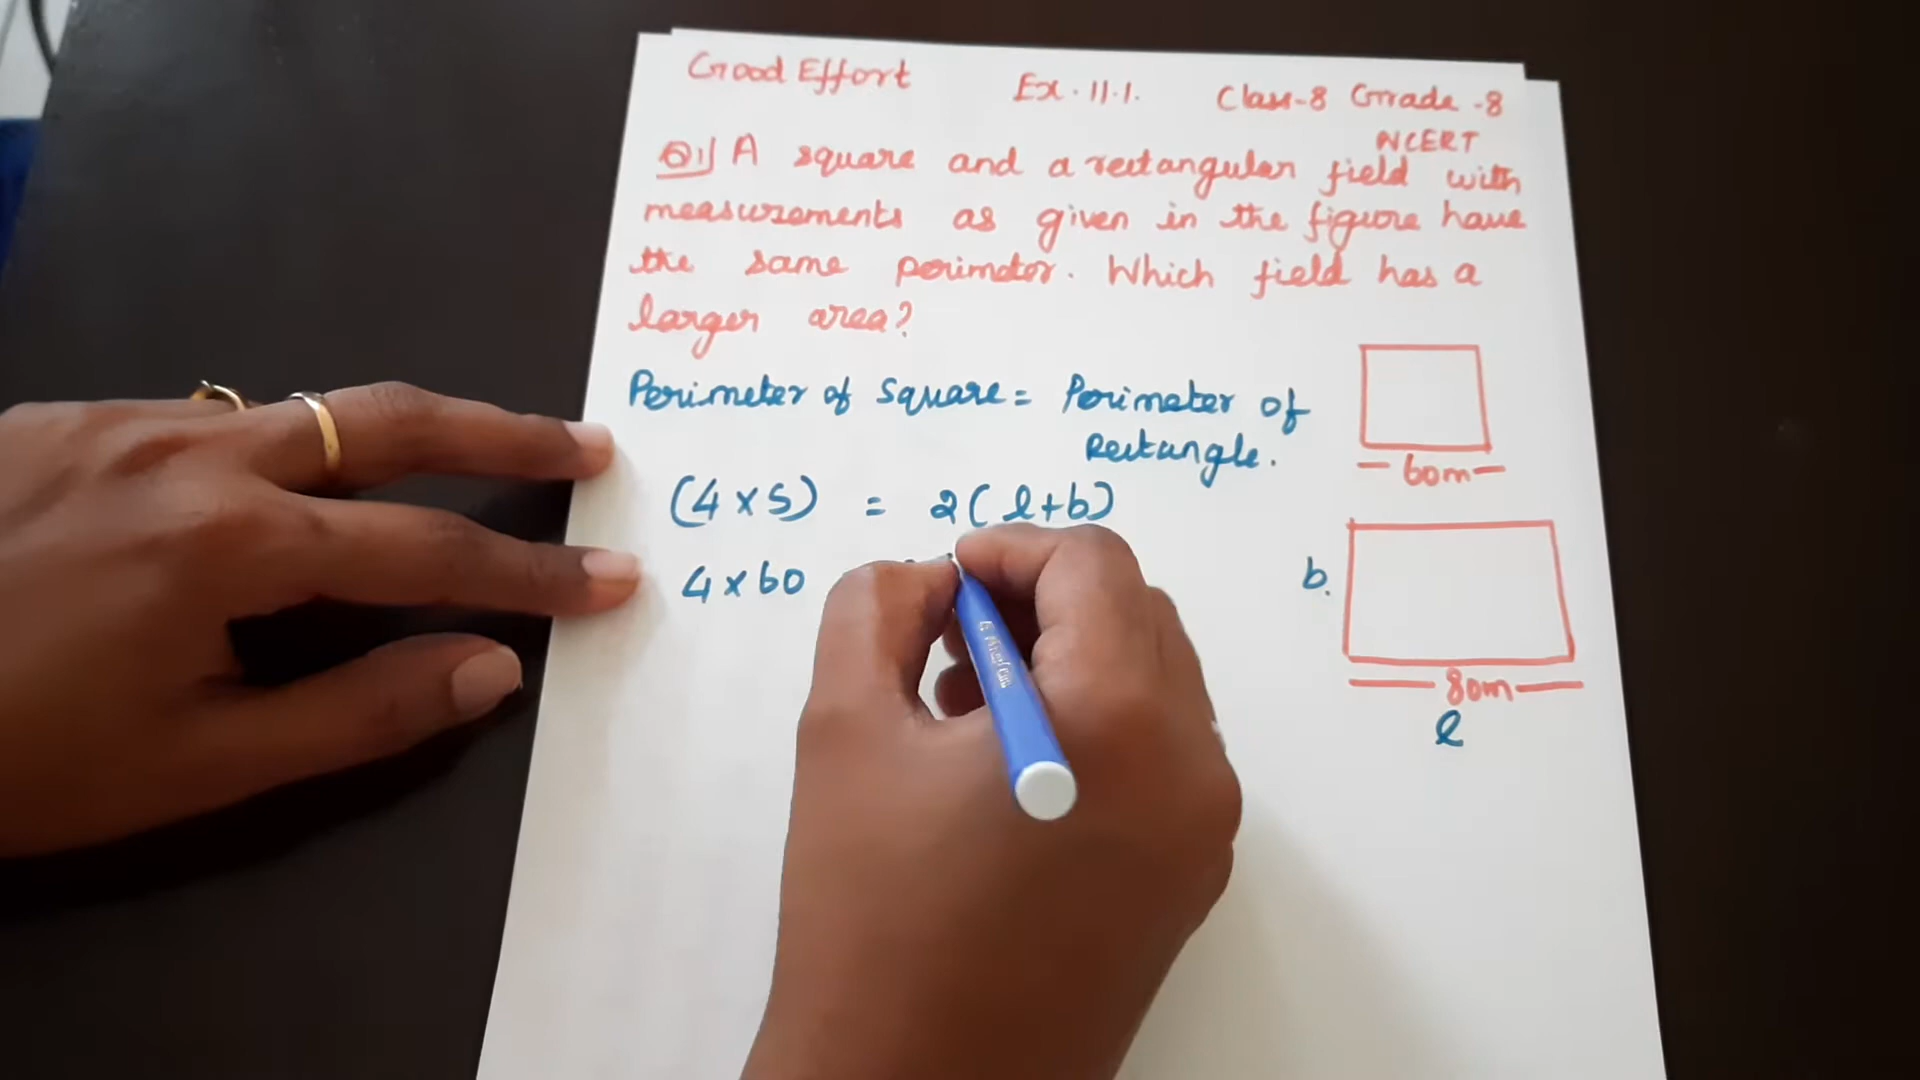 Good Effort Ex. 11.1. Class-8 Grade-8
NCERT
Q1) A square and a rectangular field with
measurements as given in the figure have
the same perimeter. Which field has a
larger area?
Perimeter of square = Perimeter of
Rectangle.
(4 × S) = 2(l+b)
4 × 60
60m
b.
80m
l